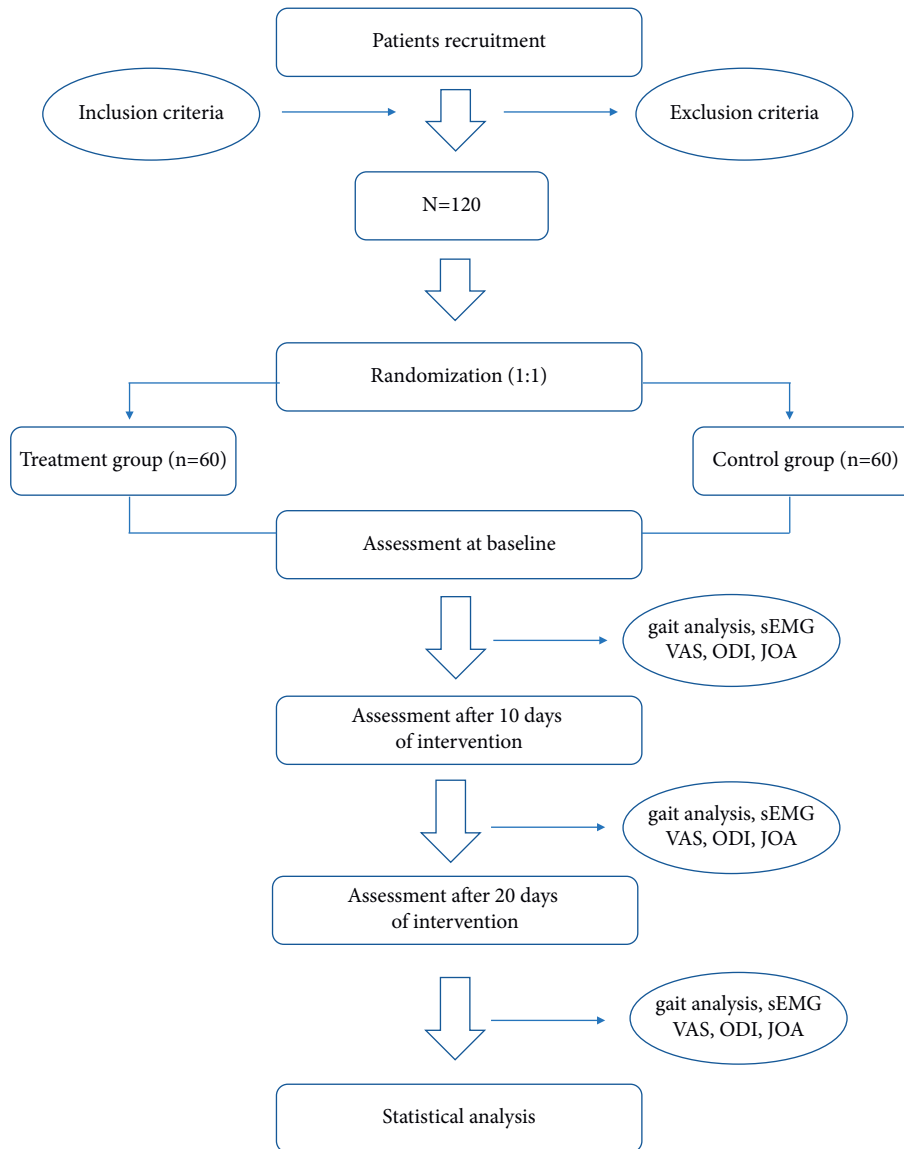 Patients recruitment
Inclusion criteria
Exclusion criteria
N=120
Randomization (1:1)
Treatment group (n=60)
Control group (n=60)
Assessment at baseline
gait analysis, sEMG
VAS, ODI, JOA
Assessment after 10 days
of intervention
gait analysis, sEMG
VAS, ODI, JOA
Assessment after 20 days
of intervention
gait analysis, sEMG
VAS, ODI, JOA
Statistical analysis